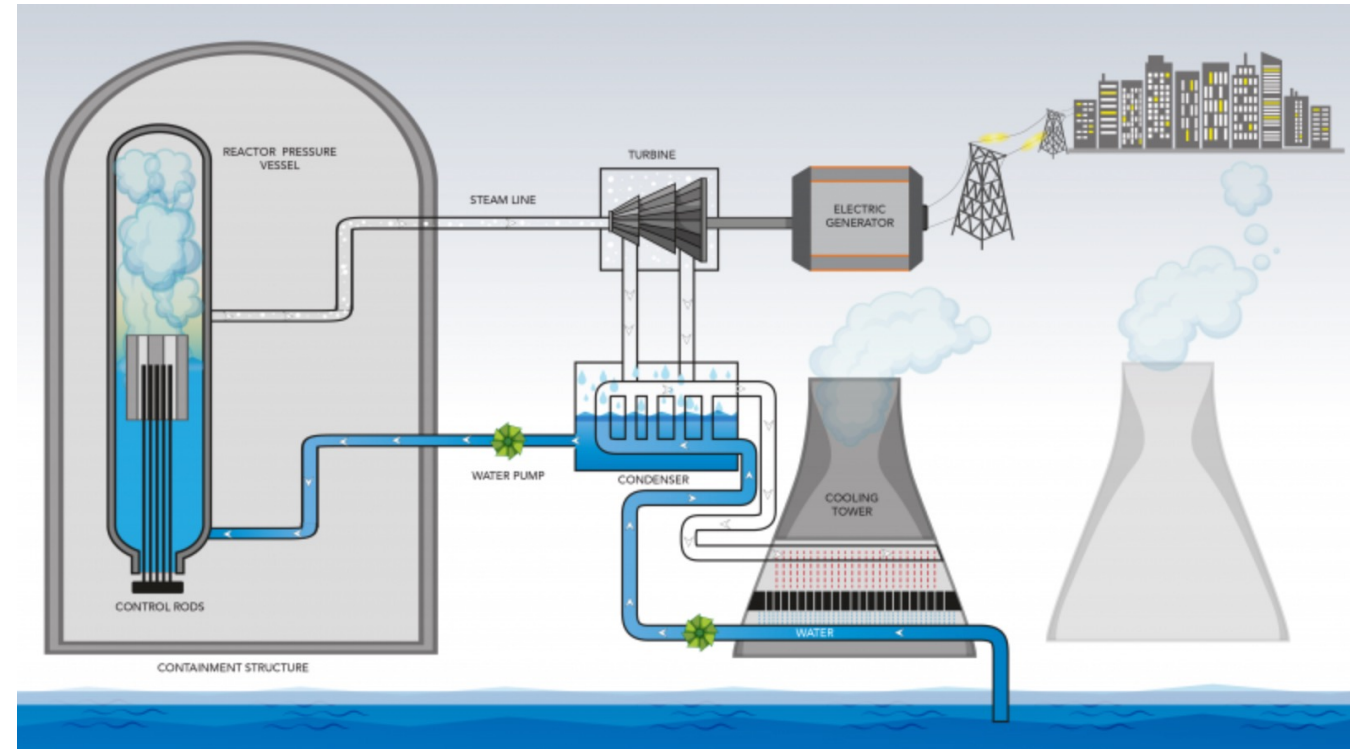 REACTOR PRESSURE
VESSEL
STEAM LINE
TURBINE
ELECTRIC
GENERATOR
WATER PUMP
CONDENSER
COOLING
TOWER
CONTROL RODS
WATER
CONTAINMENT STRUCTURE